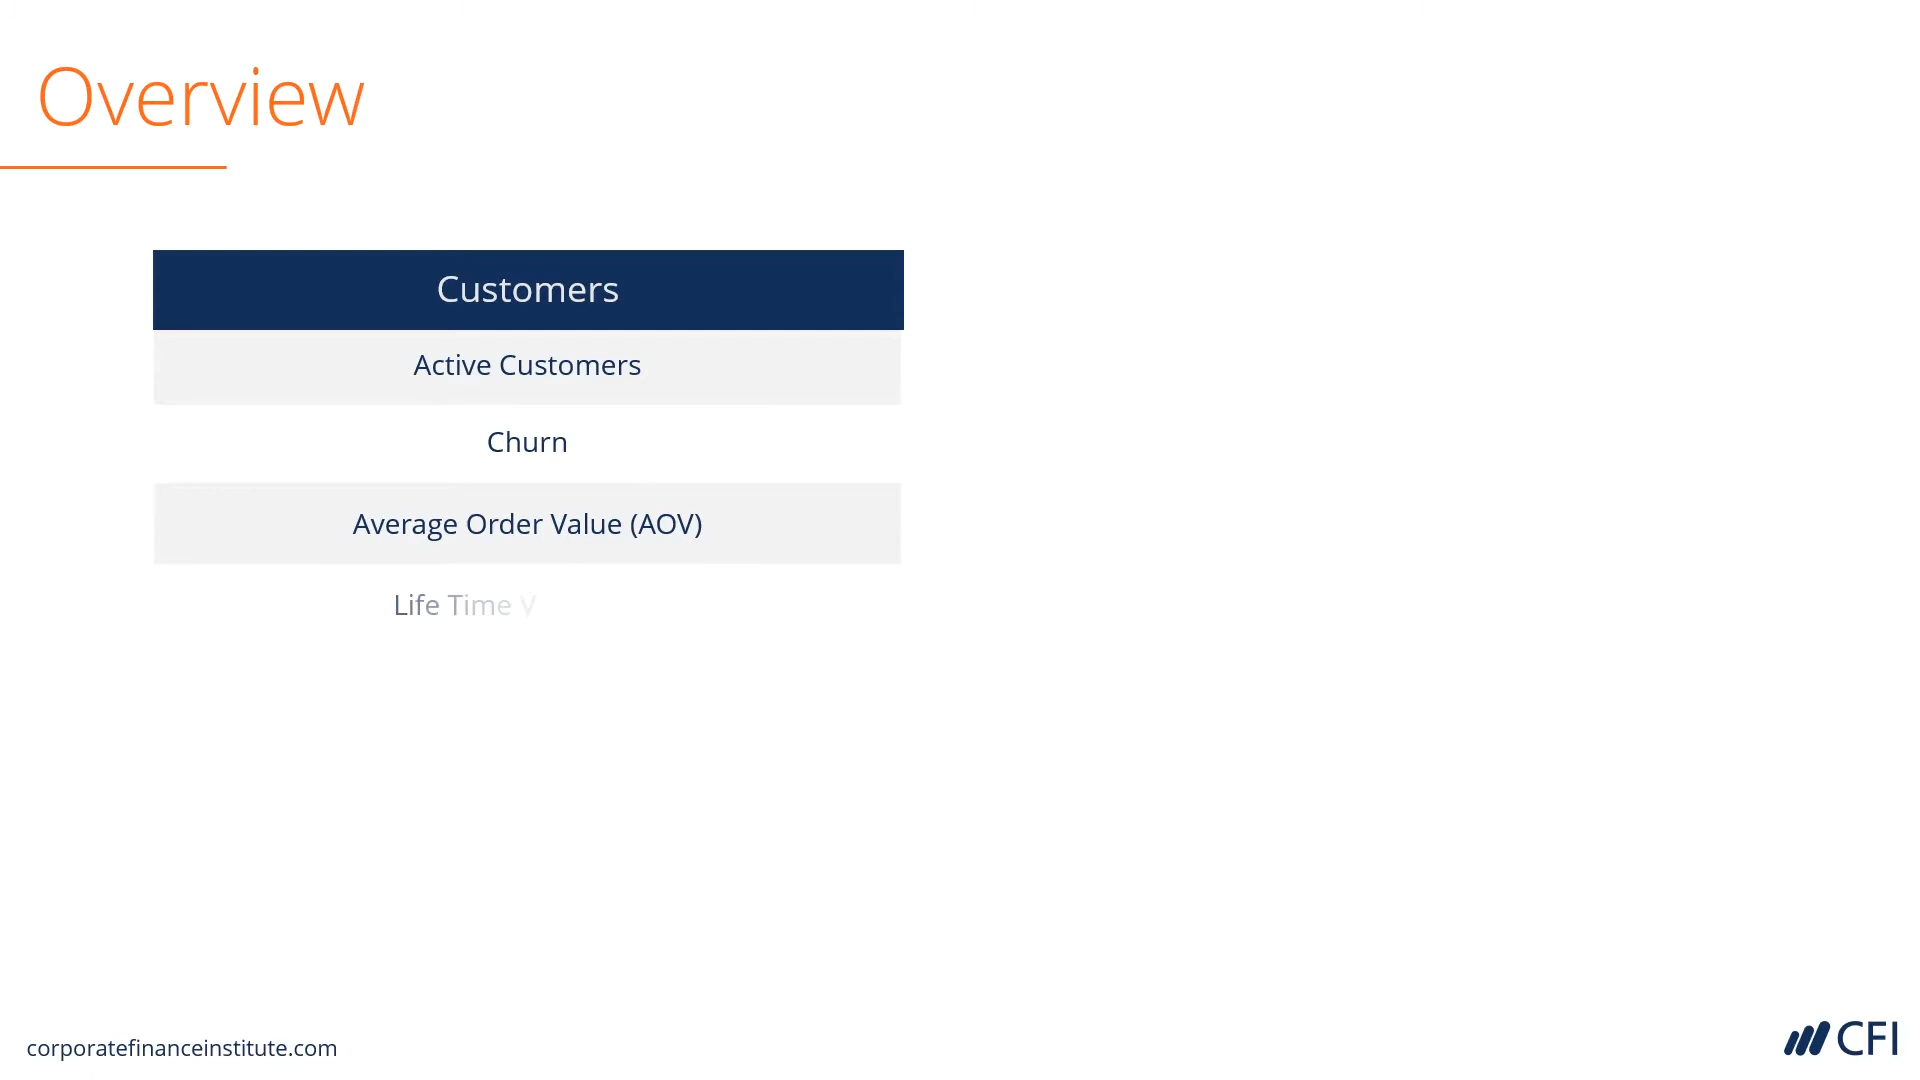 Overview
Customers
Active Customers
Churn
Average Order Value (AOV)
Life Time V
corporatefinanceinstitute.com
CFI